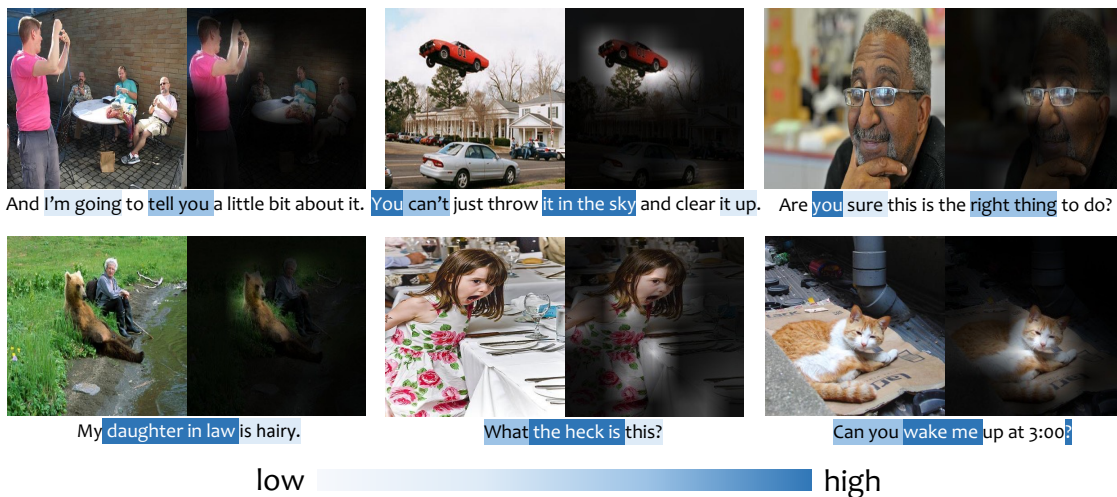 And I'm going to tell you a little bit about it.
You can't just throw it in the sky and clear it up.
Are you sure this is the right thing to do?
My daughter in law is hairy.
What the heck is this?
Can you wake me up at 3:00?
low high